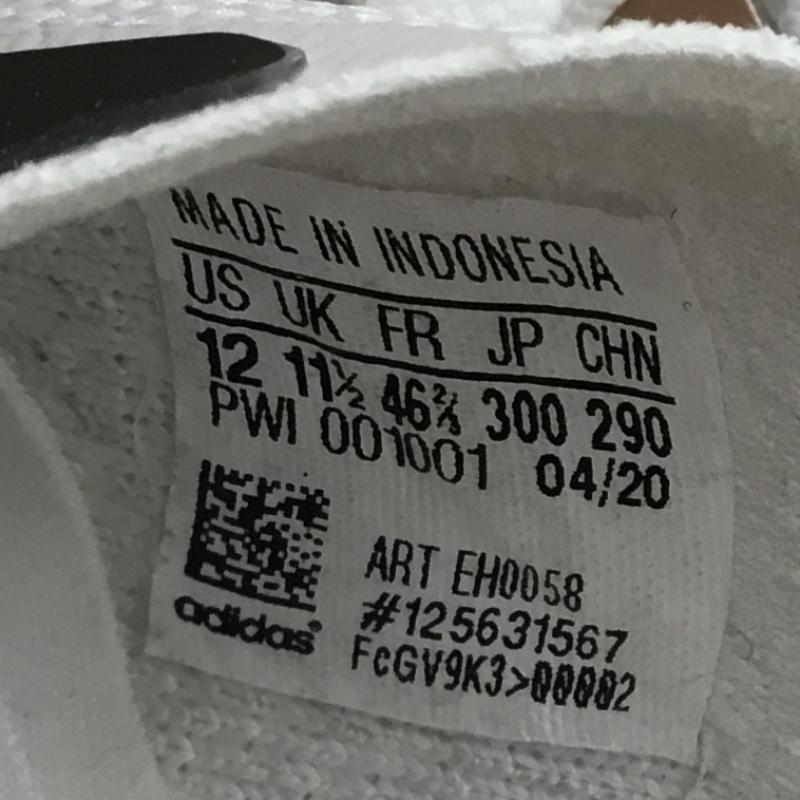 MADE IN INDONESIA
US UK FR JP CHN
12 11½ 46⅔ 300 290
PWI 001001 04/20
ART EH0058
#125631567
FcGV9K3>00002
adidas®